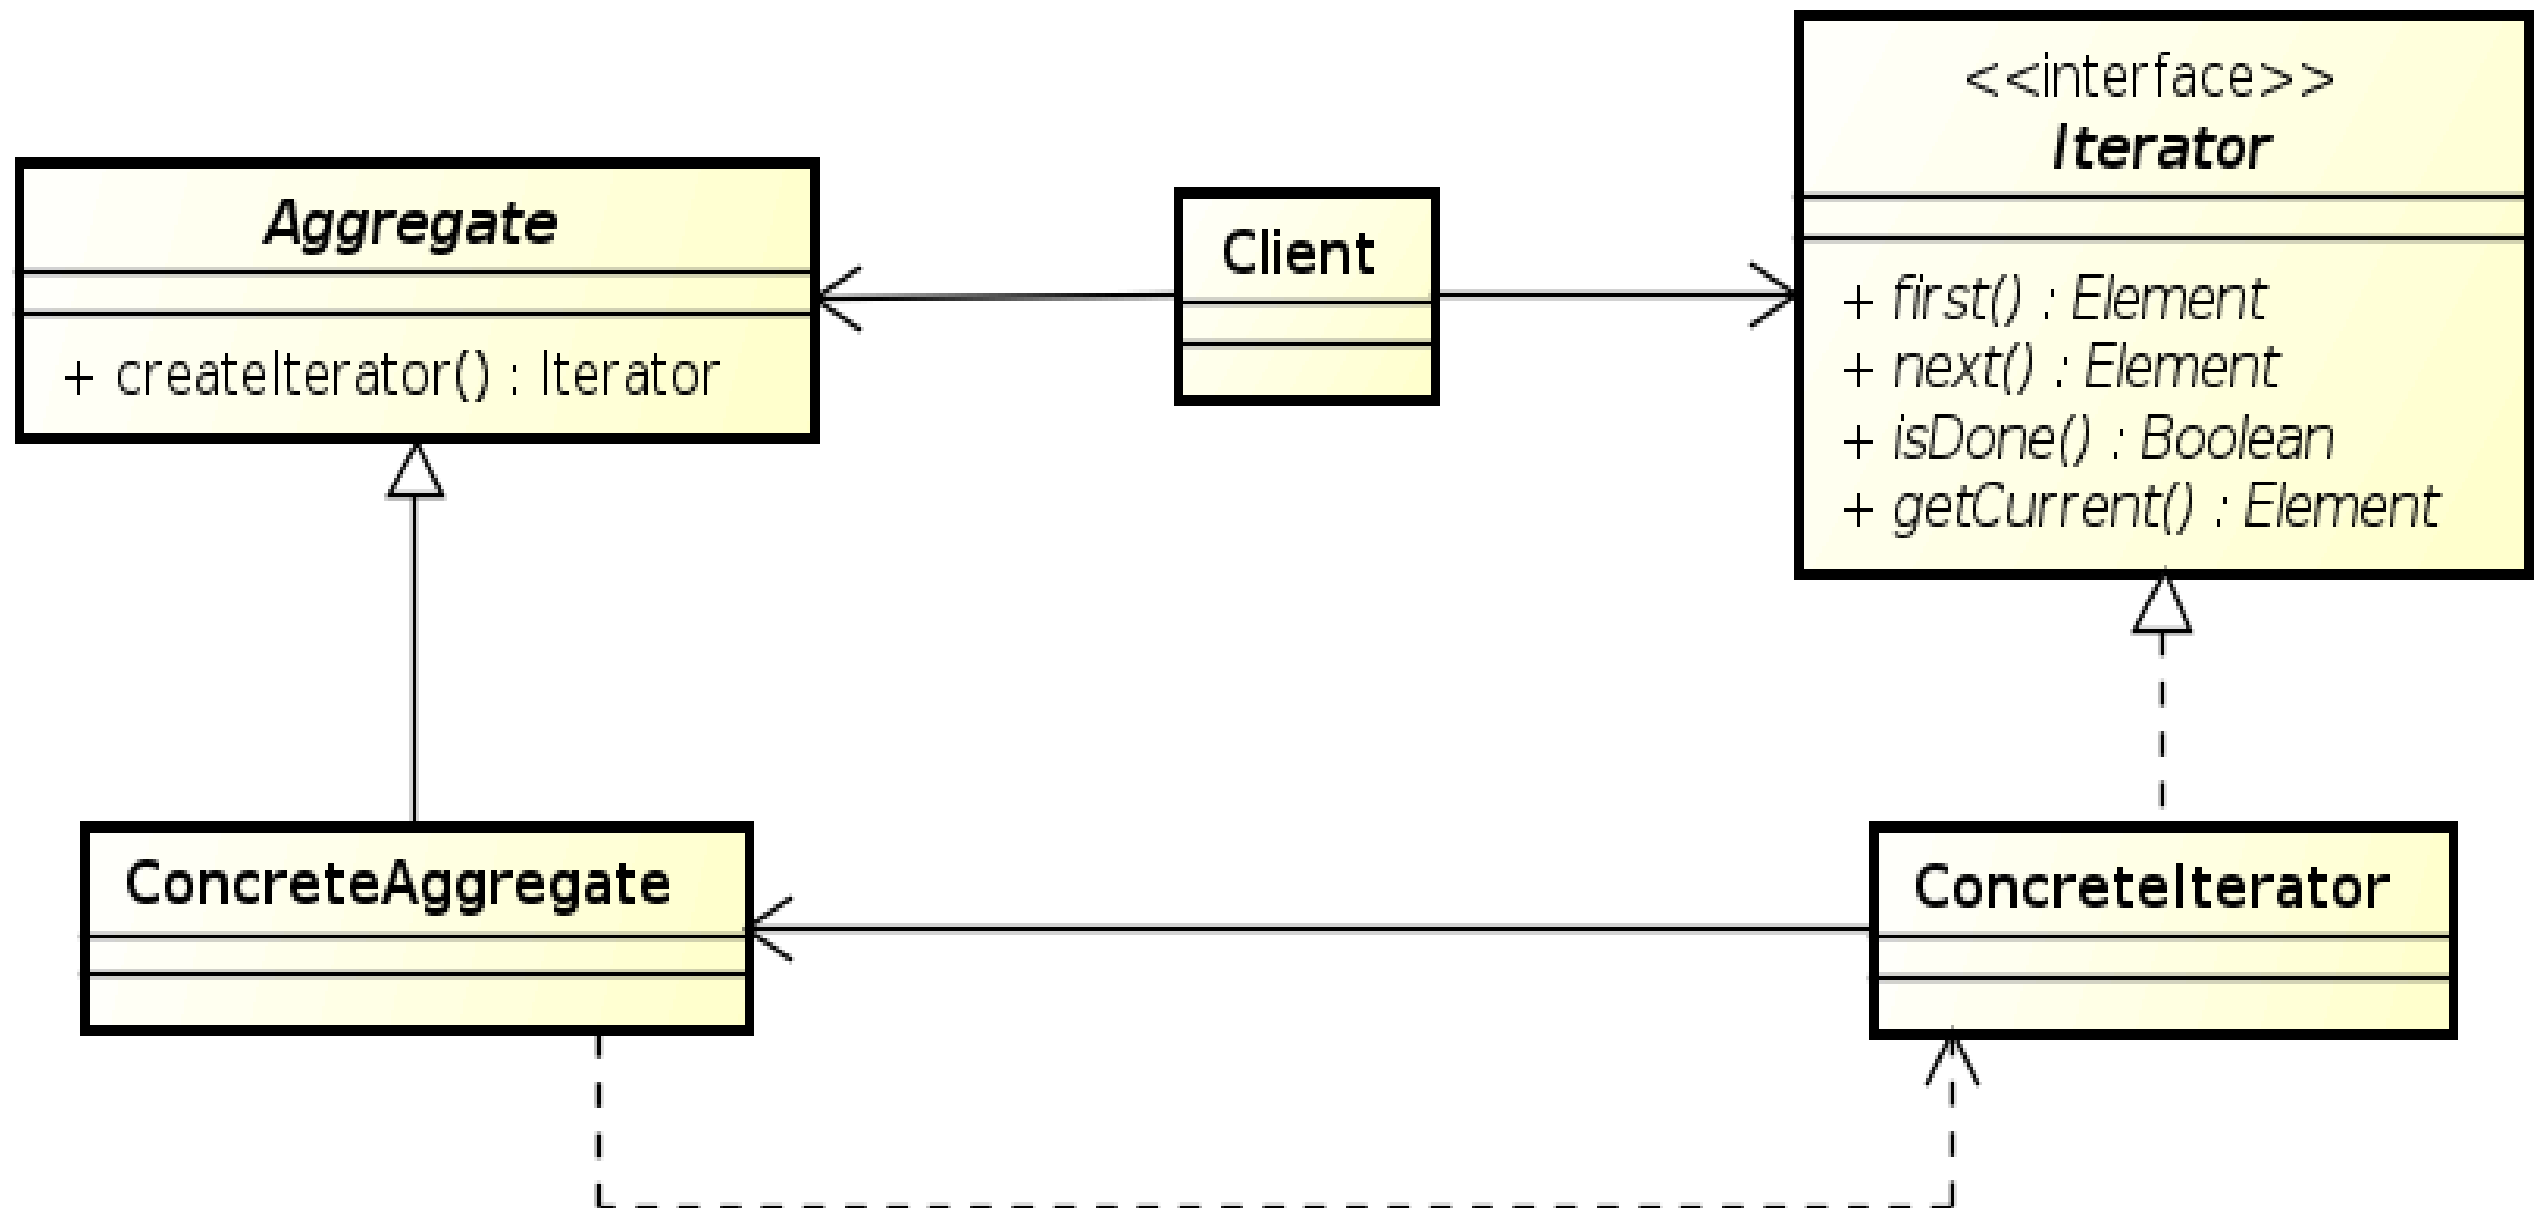 Aggregate
+ createIterator() : Iterator
Client
<<interface>>
Iterator
+ first() : Element
+ next() : Element
+ isDone() : Boolean
+ getCurrent() : Element
ConcreteAggregate
ConcreteIterator